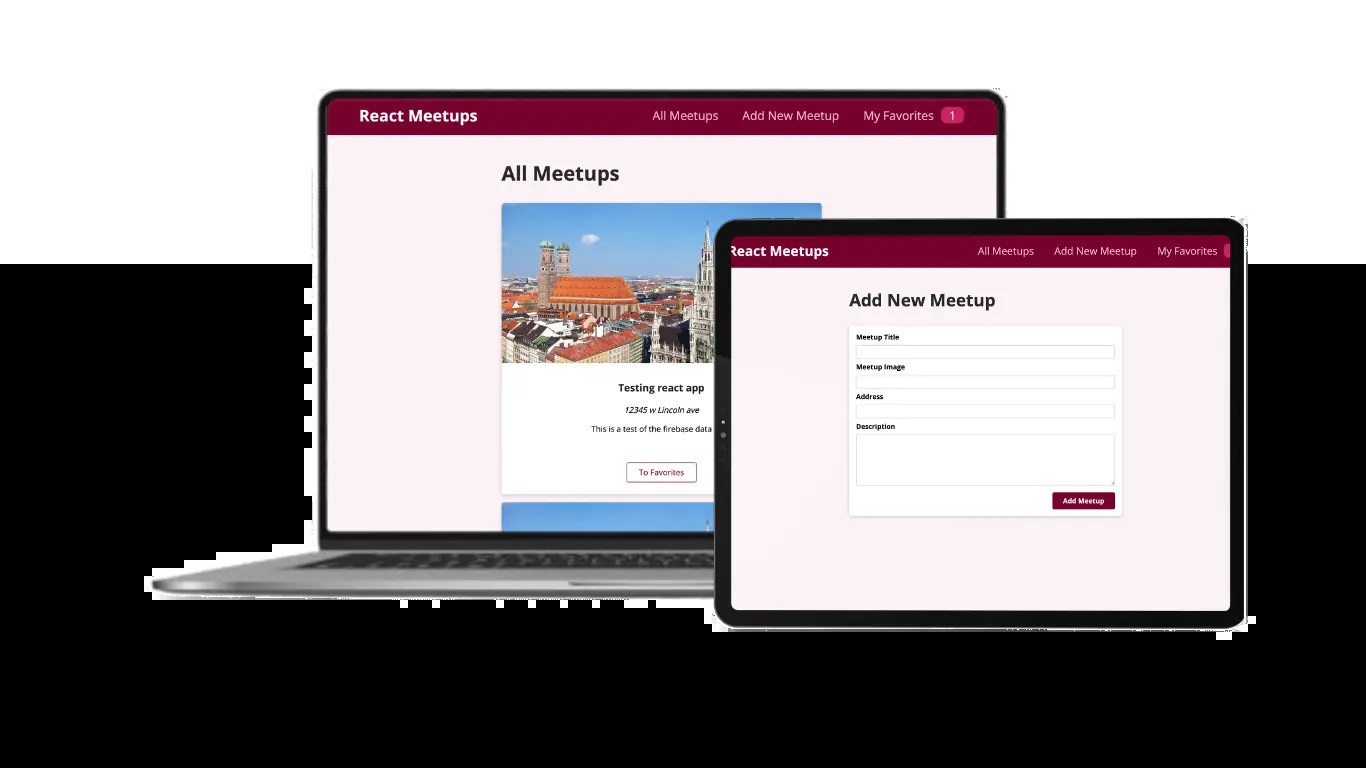 React Meetups
All Meetups
Add New Meetup
My Favorites
1
All Meetups
Testing react app
12345 w Lincoln ave
This is a test of the firebase data
To Favorites
React Meetups
All Meetups
Add New Meetup
My Favorites
Add New Meetup
Meetup Title
Meetup Image
Address
Description
Add Meetup